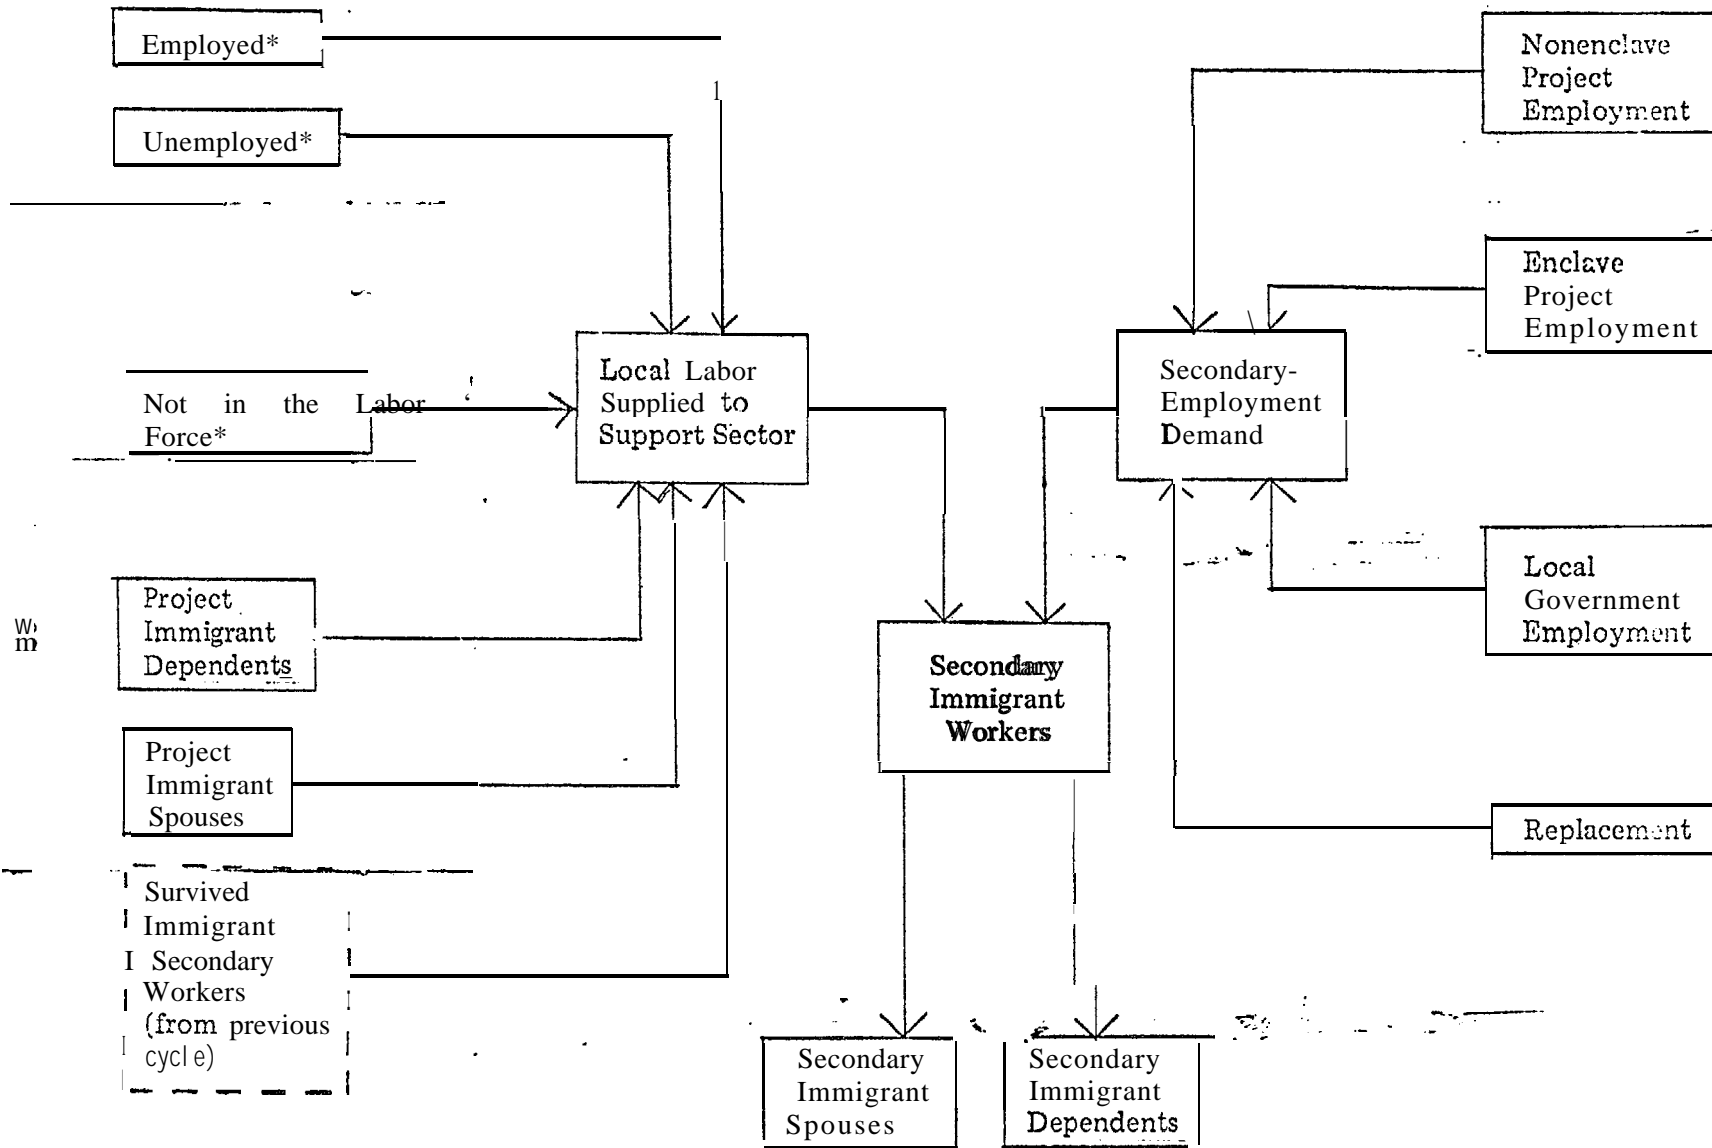 Employed*
Unemployed*
Not in the Labor
Force*
Project
Immigrant
Dependents
Project
Immigrant
Spouses
Survived
Immigrant
Secondary
Workers
(from previous
cycle)
Local Labor
Supplied to
Support Sector
Secondary
Immigrant
Workers
Secondary
Immigrant
Spouses
Secondary
Immigrant
Dependents
Secondary-
Employment
Demand
Nonenclave
Project
Employment
Enclave
Project
Employment
Local
Government
Employment
Replacement